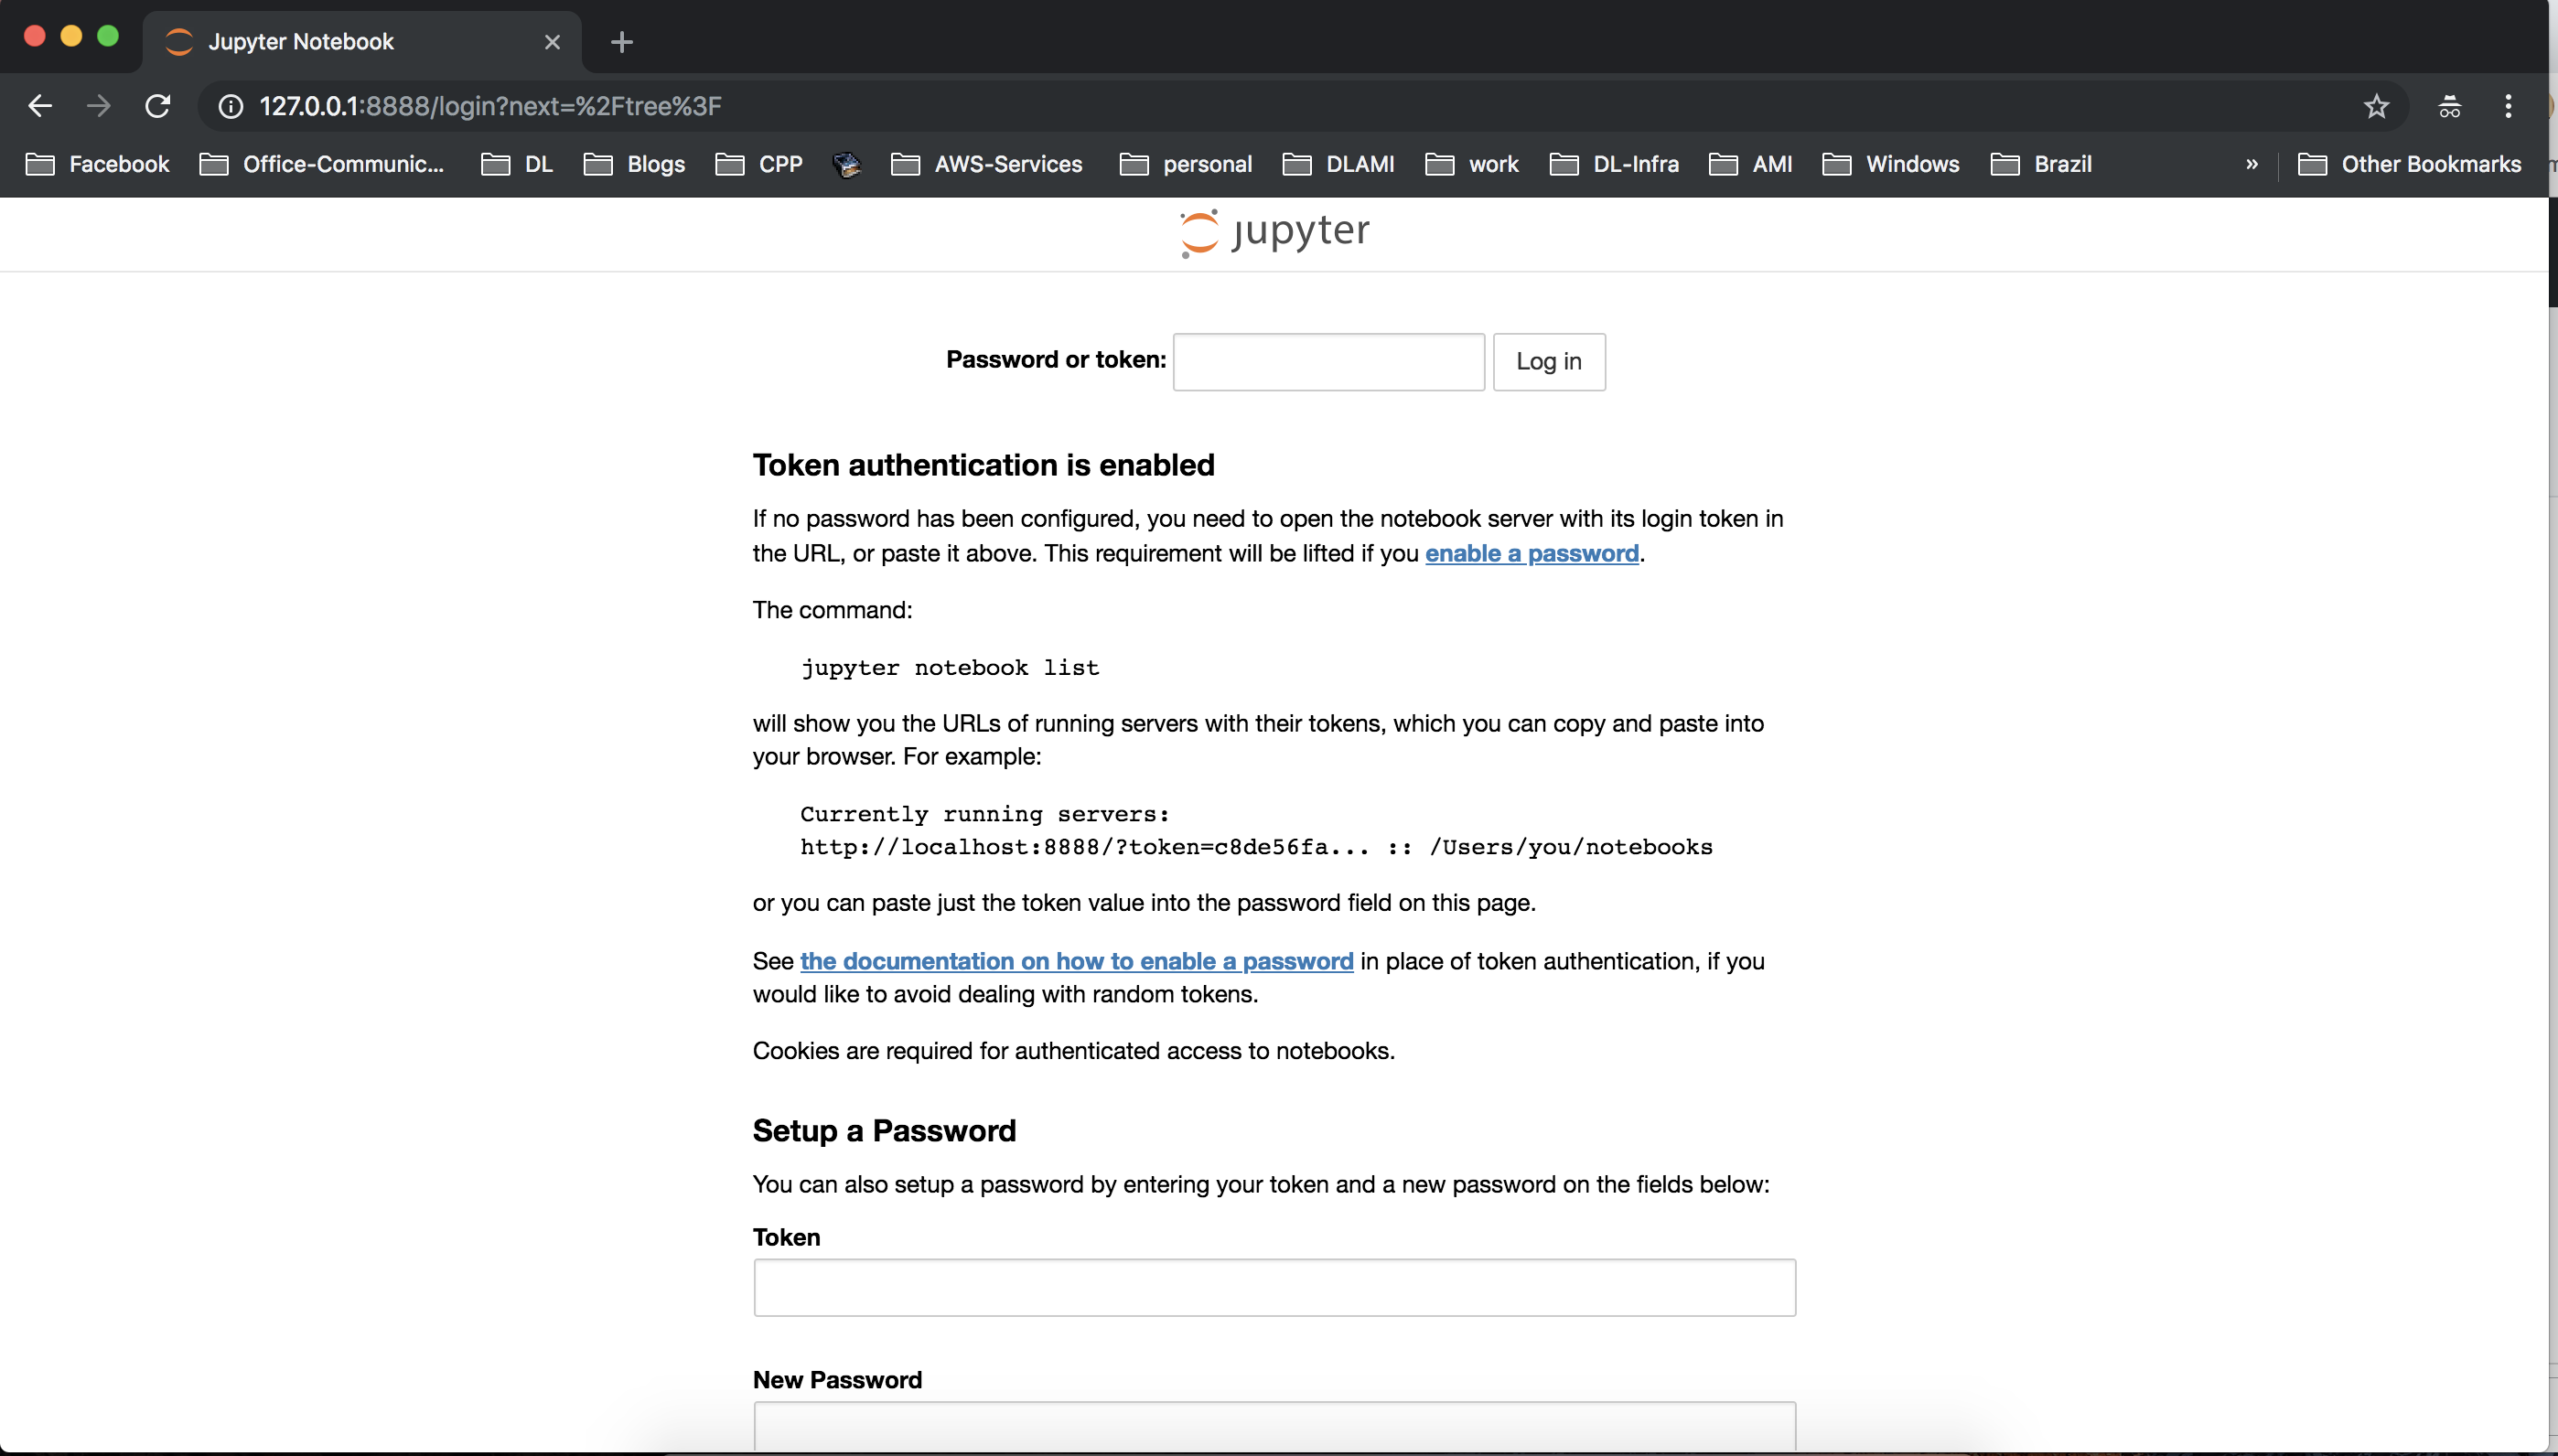 Jupyter Notebook
127.0.0.1:8888/login?next=%2Ftree%3F
Facebook Office-Communic... DL Blogs CPP AWS-Services personal DLAMI work DL-Infra AMI Windows Brazil » Other Bookmarks
jupyter
Password or token: Log in
Token authentication is enabled
If no password has been configured, you need to open the notebook server with its login token in
the URL, or paste it above. This requirement will be lifted if you enable a password.
The command:
jupyter notebook list
will show you the URLs of running servers with their tokens, which you can copy and paste into
your browser. For example:
Currently running servers:
http://localhost:8888/?token=c8de56fa... :: /Users/you/notebooks
or you can paste just the token value into the password field on this page.
See the documentation on how to enable a password in place of token authentication, if you
would like to avoid dealing with random tokens.
Cookies are required for authenticated access to notebooks.
Setup a Password
You can also setup a password by entering your token and a new password on the fields below:
Token
New Password